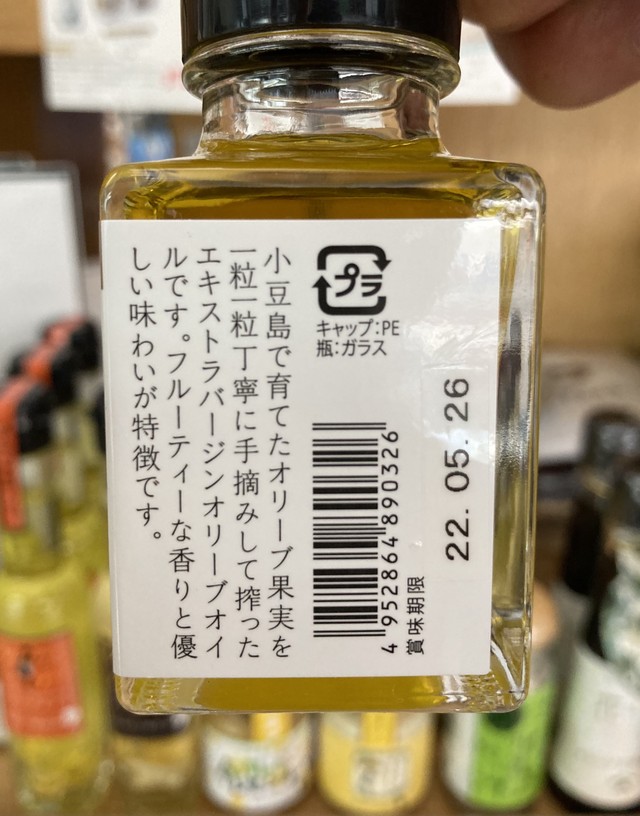 プラ
キャップ:PE
瓶:ガラス
小豆島で育てたオリーブ果実を
一粒一粒丁寧に手摘みして搾った
エキストラバージンオリーブオイ
ルです。フルーティーな香りと優
しい味わいが特徴です。
4952864890326
賞味期限
22. 05. 26